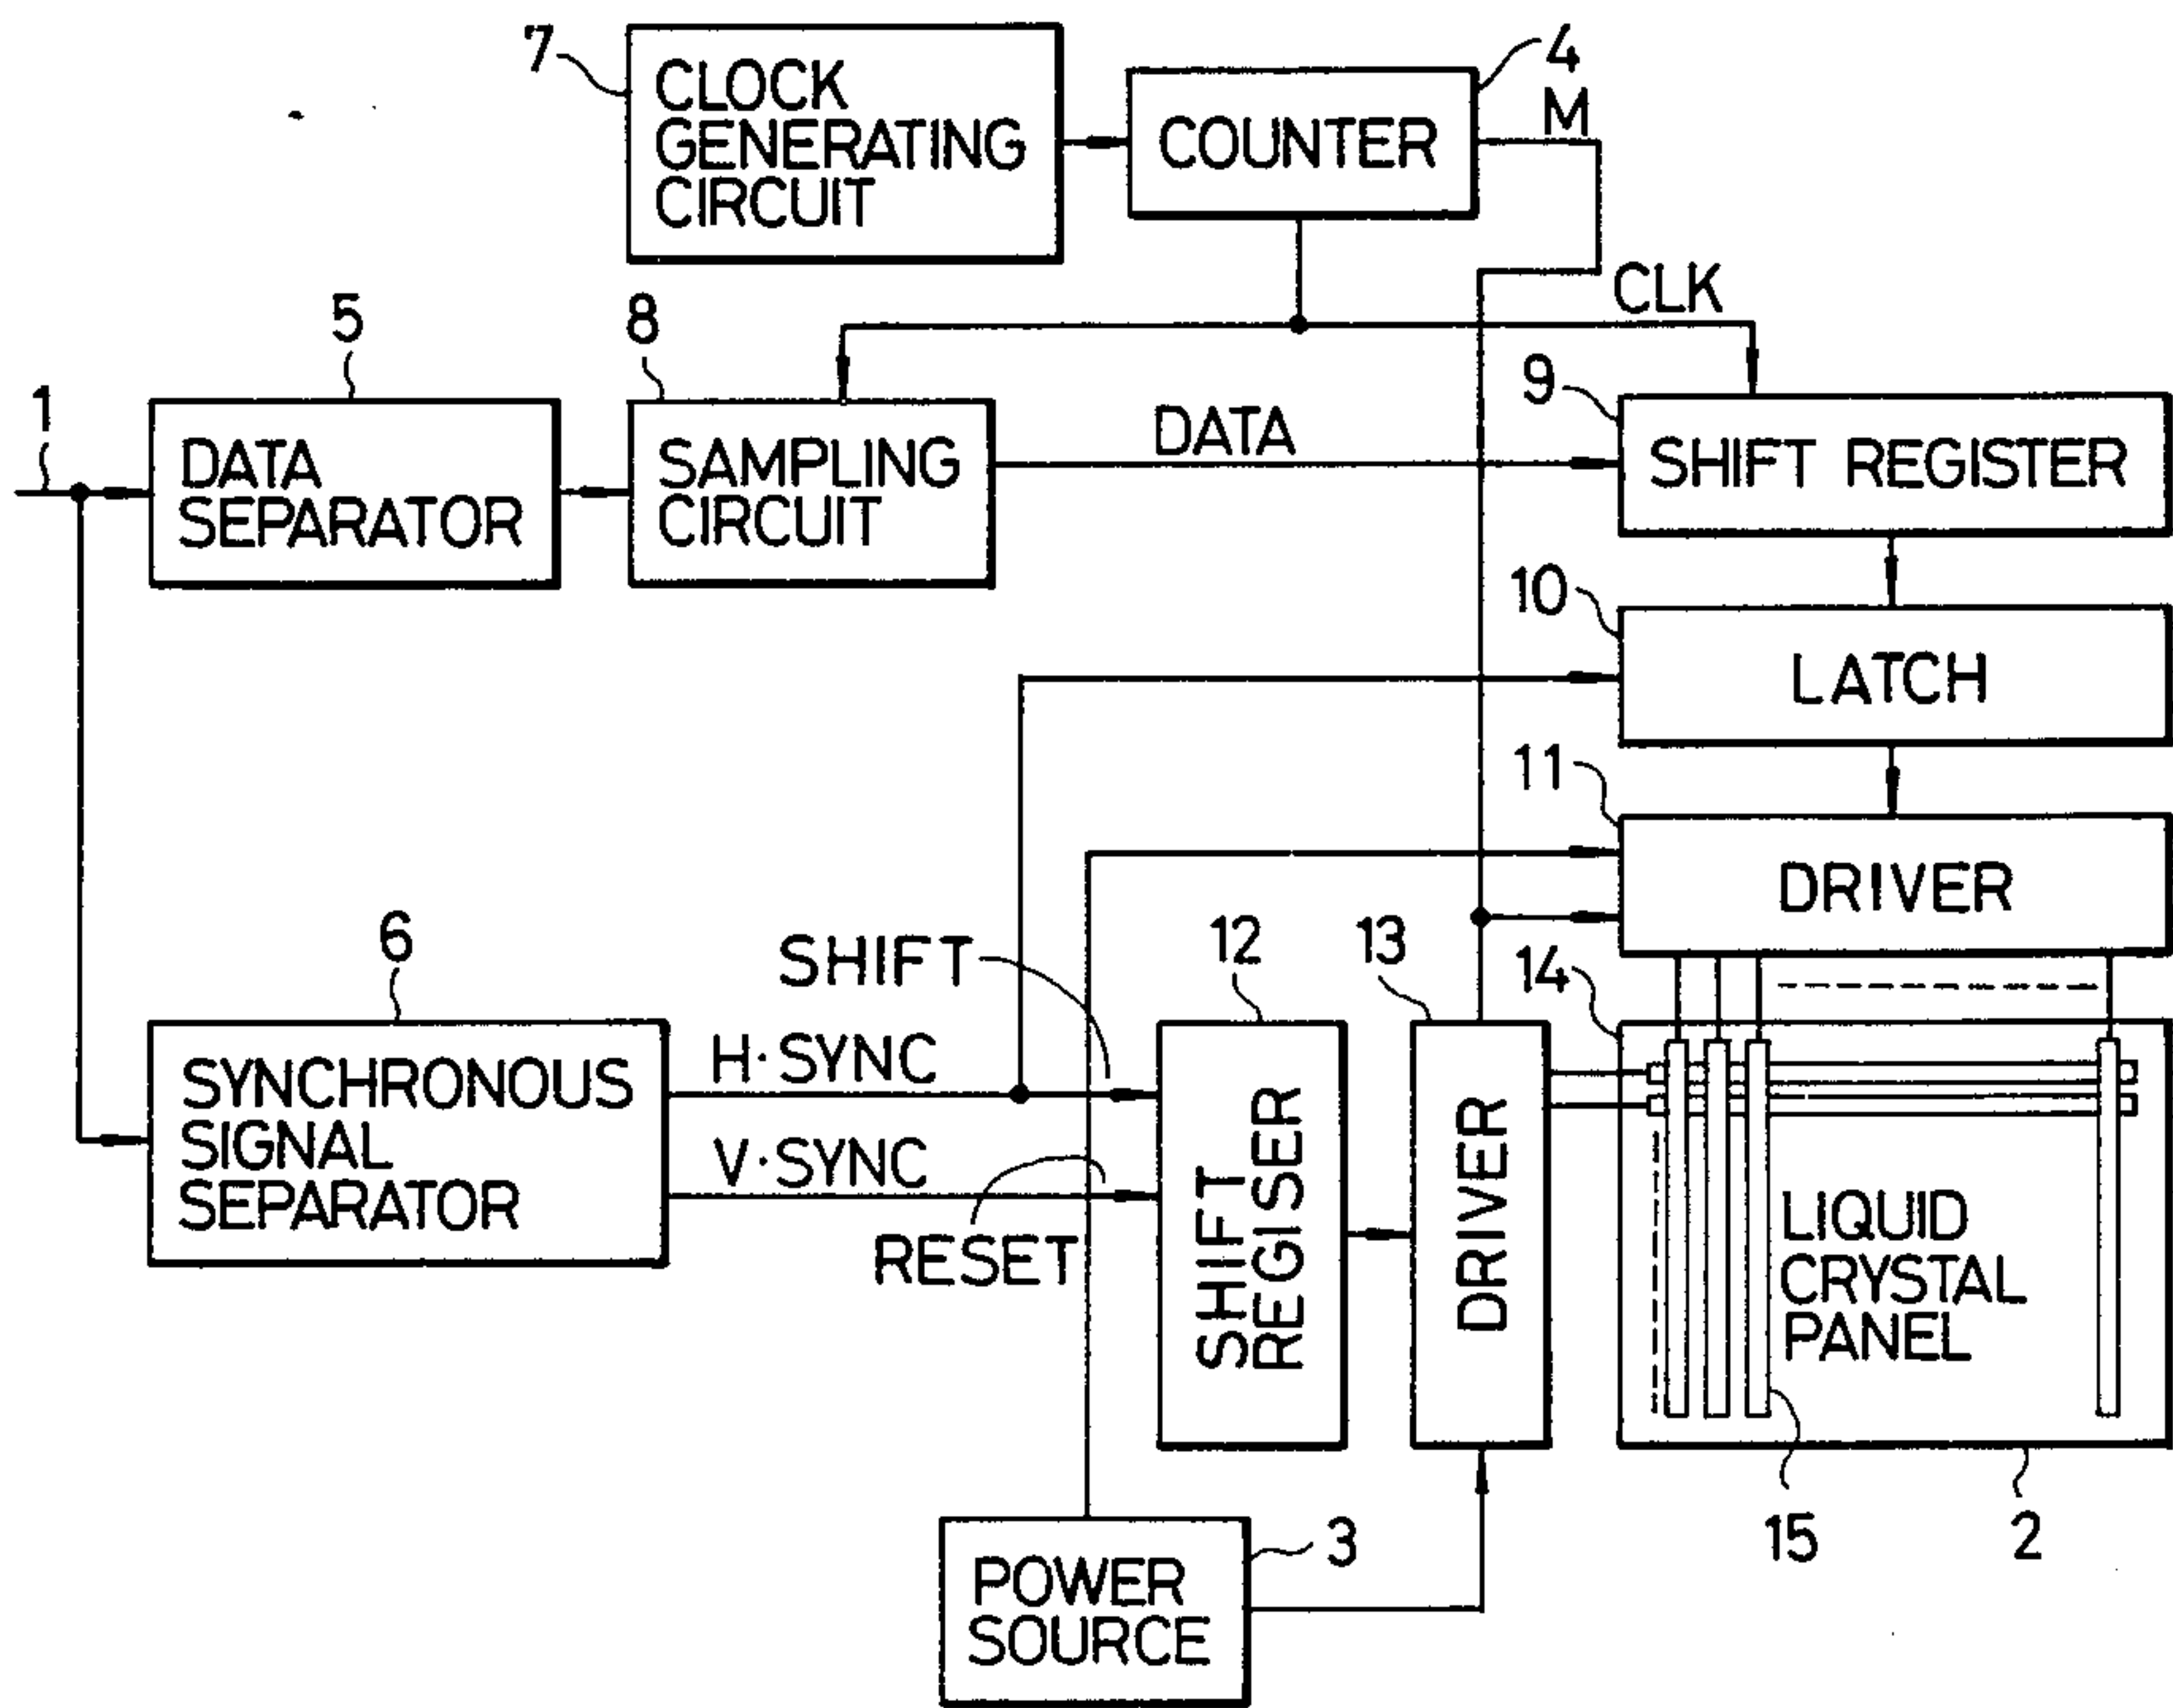 7
CLOCK
GENERATING
CIRCUIT
4
COUNTER
M
CLK
1
5
DATA
SEPARATOR
8
SAMPLING
CIRCUIT
DATA
9
SHIFT REGISTER
10
LATCH
11
DRIVER
6
SYNCHRONOUS
SIGNAL
SEPARATOR
SHIFT
H·SYNC
V·SYNC
RESET
12
SHIFT
REGISER
13
DRIVER
14
LIQUID
CRYSTAL
PANEL
15
2
3
POWER
SOURCE